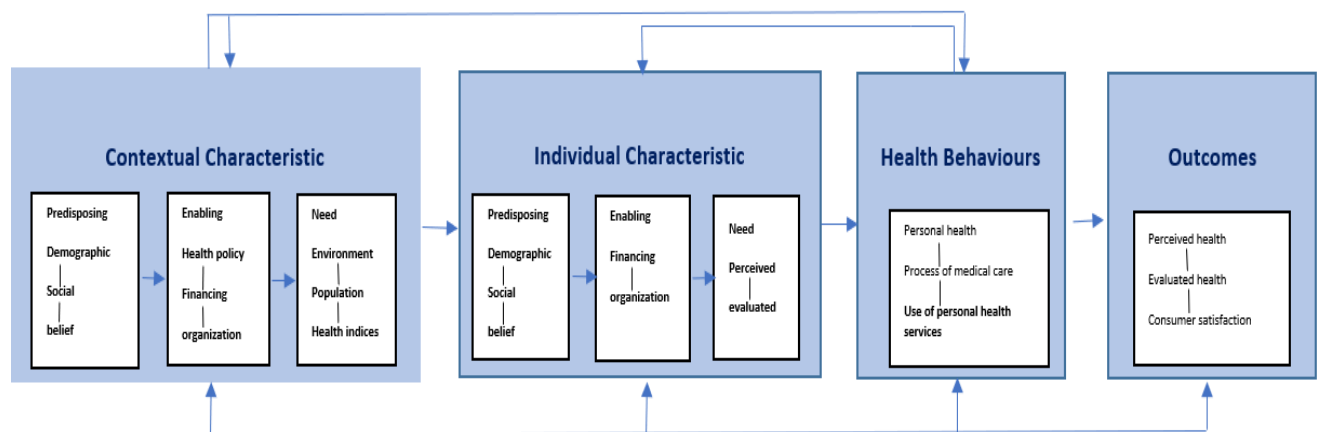 Contextual Characteristic
Predisposing
Demographic
Social
belief
Enabling
Health policy
Financing
organization
Need
Environment
Population
Health indices
Individual Characteristic
Predisposing
Demographic
Social
belief
Enabling
Financing
organization
Need
Perceived
evaluated
Health Behaviours
Personal health
Process of medical care
Use of personal health
services
Outcomes
Perceived health
Evaluated health
Consumer satisfaction